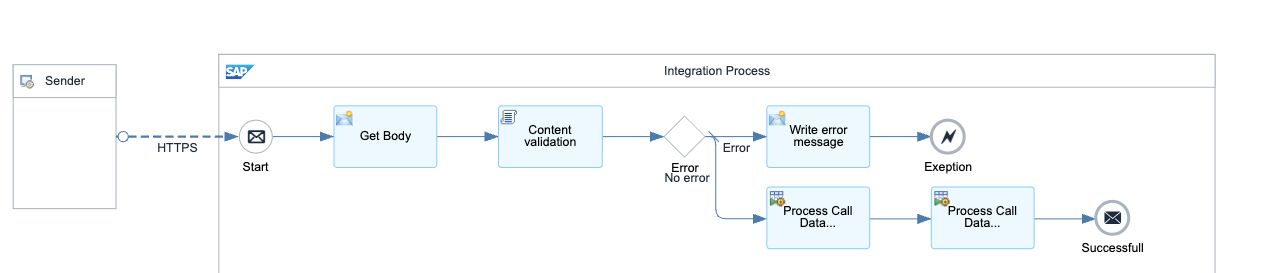 Sender
SAP
Integration Process
HTTPS
Start
Get Body
Content
validation
Error
No error
Error
Write error
message
Exeption
Process Call
Data...
Process Call
Data...
Successfull